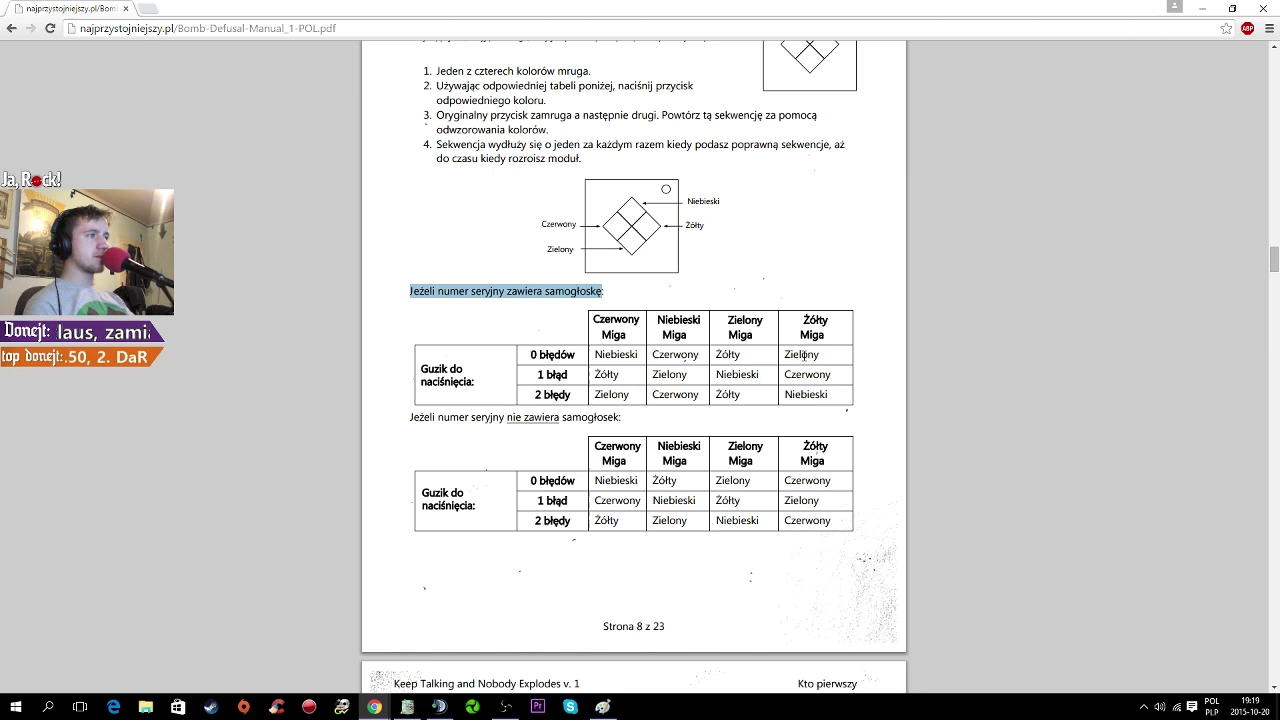 najprzystojniejszy.pl/Bom
najprzystojniejszy.pl/Bomb-Defusal-Manual_1-POL.pdf
ABP
1. Jeden z czterech kolorów mruga.
2. Używając odpowiedniej tabeli poniżej, naciśnij przycisk
odpowiedniego koloru.
3. Oryginalny przycisk zamruga a następnie drugi. Powtórz tą sekwencję za pomocą
odwzorowania kolorów.
4. Sekwencja wydłuży się o jeden za każdym razem kiedy podasz poprawną sekwencje, aż
do czasu kiedy rozroisz moduł.
Ja, Rock!
Niebieski
Czerwony
Żółty
Zielony
Jeżeli numer seryjny zawiera samogłoskę:
Donejt: laus, zami
top donejt: .50, 2. DaR
Czerwony Miga Niebieski Miga Zielony Miga Żółty Miga
Guzik do naciśnięcia:
0 błędów Niebieski Czerwony Żółty Zielony
1 błąd Żółty Zielony Niebieski Czerwony
2 błędy Zielony Czerwony Żółty Niebieski
Jeżeli numer seryjny nie zawiera samogłosek:
Czerwony Miga Niebieski Miga Zielony Miga Żółty Miga
Guzik do naciśnięcia:
0 błędów Niebieski Żółty Zielony Czerwony
1 błąd Czerwony Niebieski Żółty Zielony
2 błędy Żółty Zielony Niebieski Czerwony
Strona 8 z 23
Keep Talking and Nobody Explodes v. 1 Kto pierwszy
POL
PLP
19:19
2015-10-20